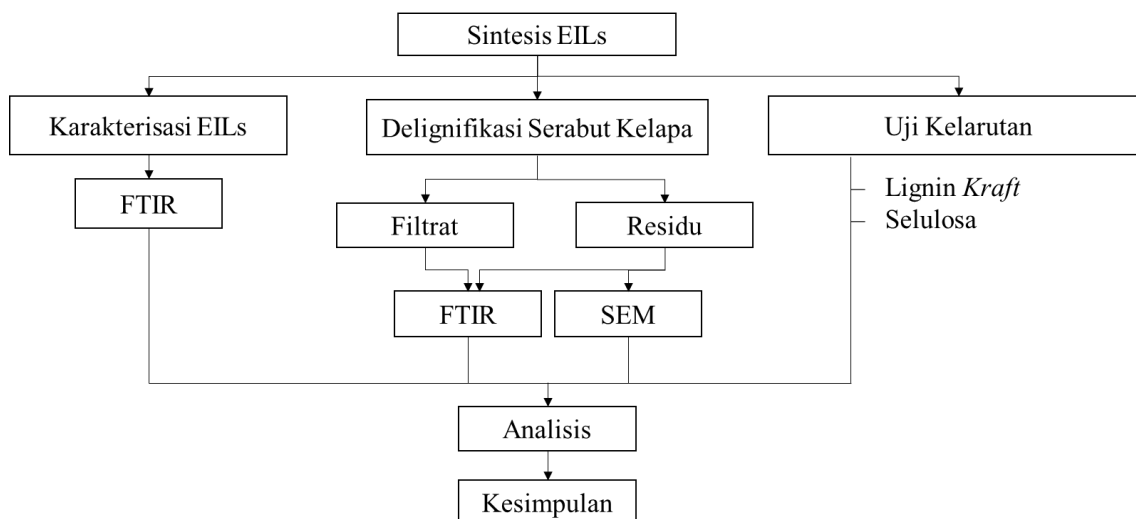 Sintesis EILs
Karakterisasi EILs
Delignifikasi Serabut Kelapa
Uji Kelarutan
FTIR
Lignin Kraft
Selulosa
Filtrat
Residu
FTIR
SEM
Analisis
Kesimpulan